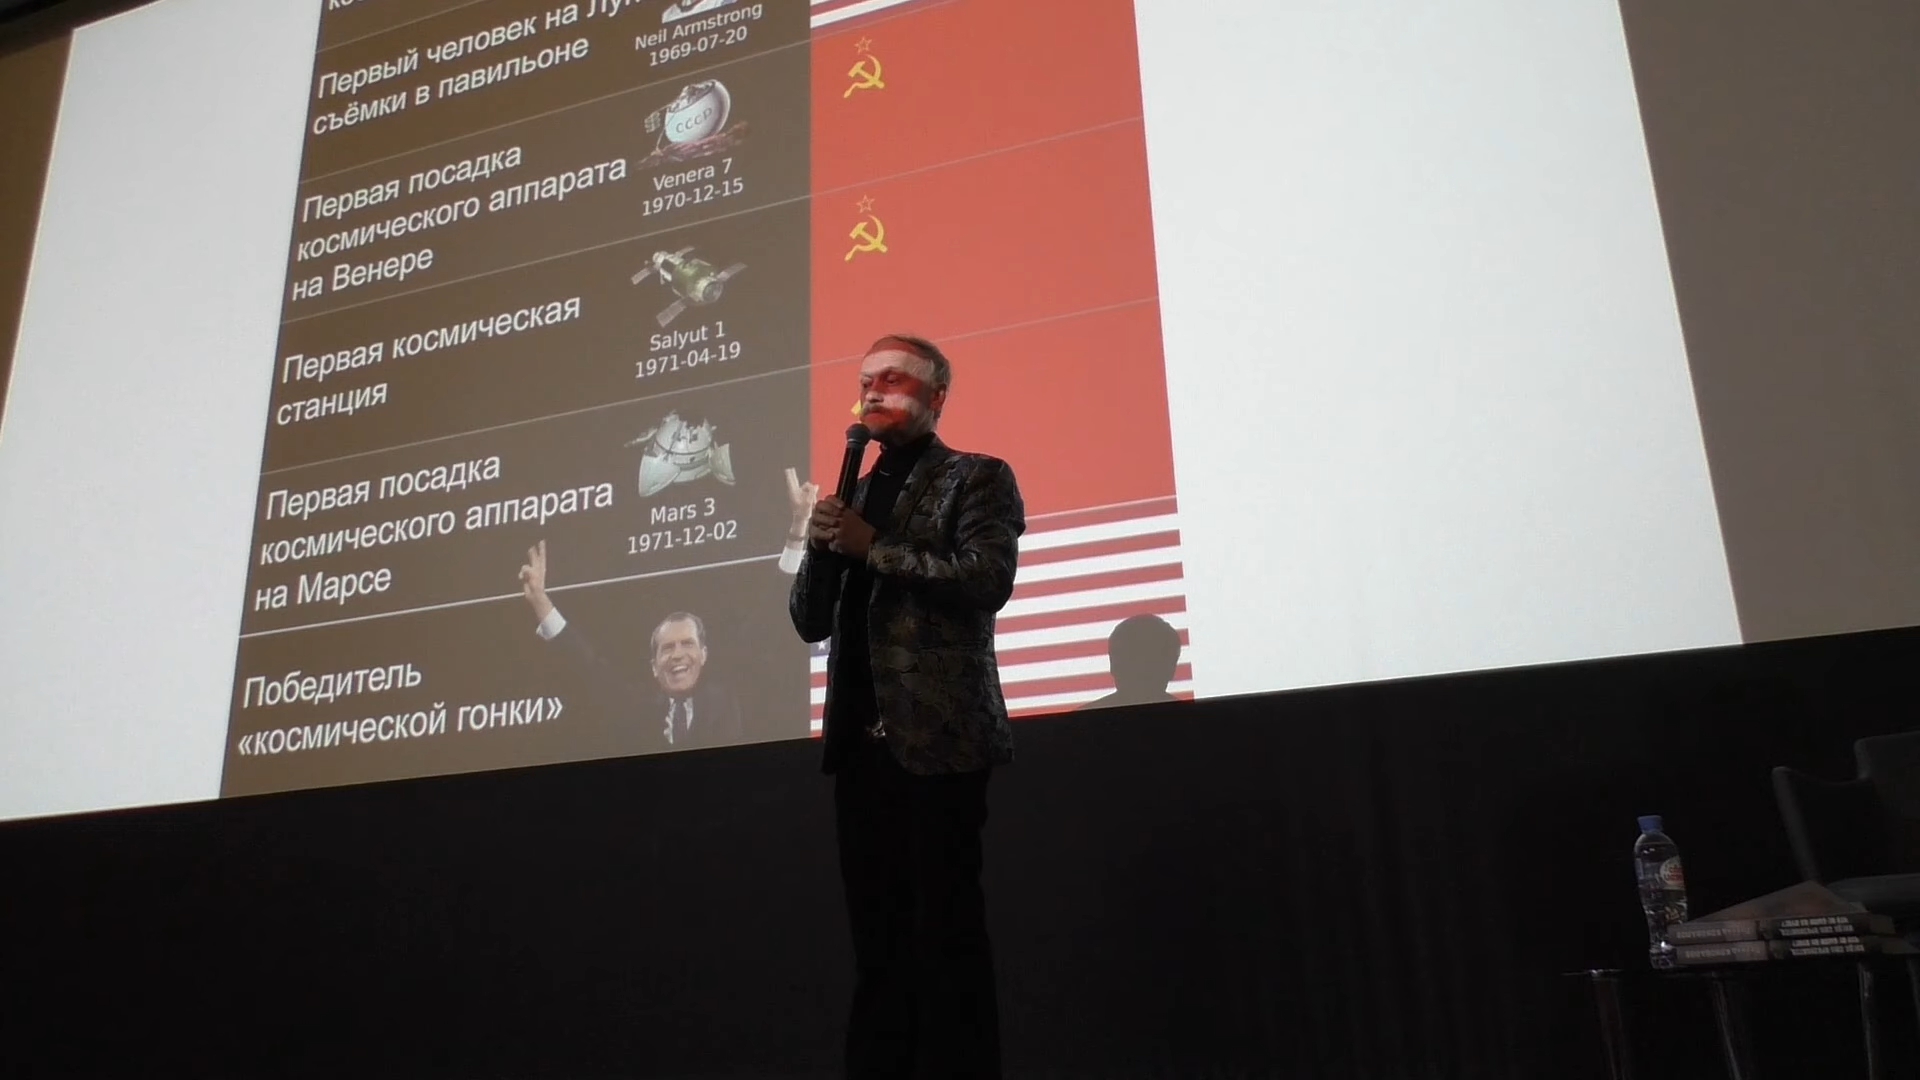 Первый человек на
съёмки в павильоне
Neil Armstrong
1969-07-20
Первая посадка
космического аппарата
на Венере
СССР
Venera 7
1970-12-15
Первая космическая
станция
Salyut 1
1971-04-19
Первая посадка
космического аппарата
на Марсе
Mars 3
1971-12-02
Победитель
«космической гонки»